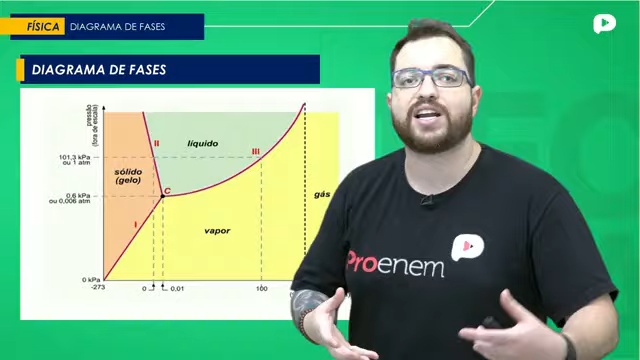 FÍSICA DIAGRAMA DE FASES
DIAGRAMA DE FASES
pressão
(fora de escala)
II
líquido
III
101,3 kPa
ou 1 atm
sólido
(gelo)
C
0,6 kPa
ou 0,006 atm
gás
I
vapor
0 kPa
-273
0
0,01
100
Proenem